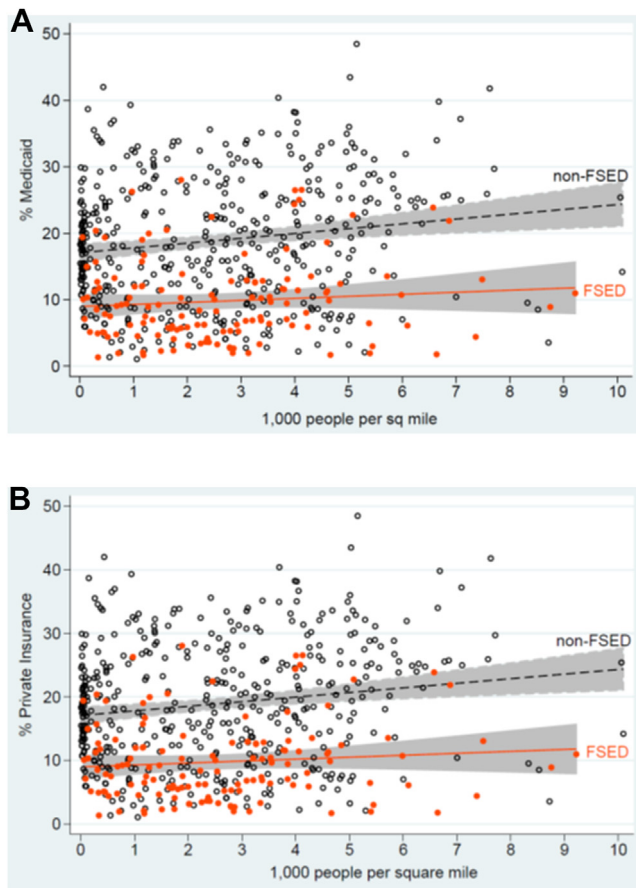 A
50
40
30
20
10
0
% Medicaid
non-FSED
FSED
0 1 2 3 4 5 6 7 8 9 10
1,000 people per sq mile
B
50
40
30
20
10
0
% Private Insurance
non-FSED
FSED
0 1 2 3 4 5 6 7 8 9 10
1,000 people per square mile